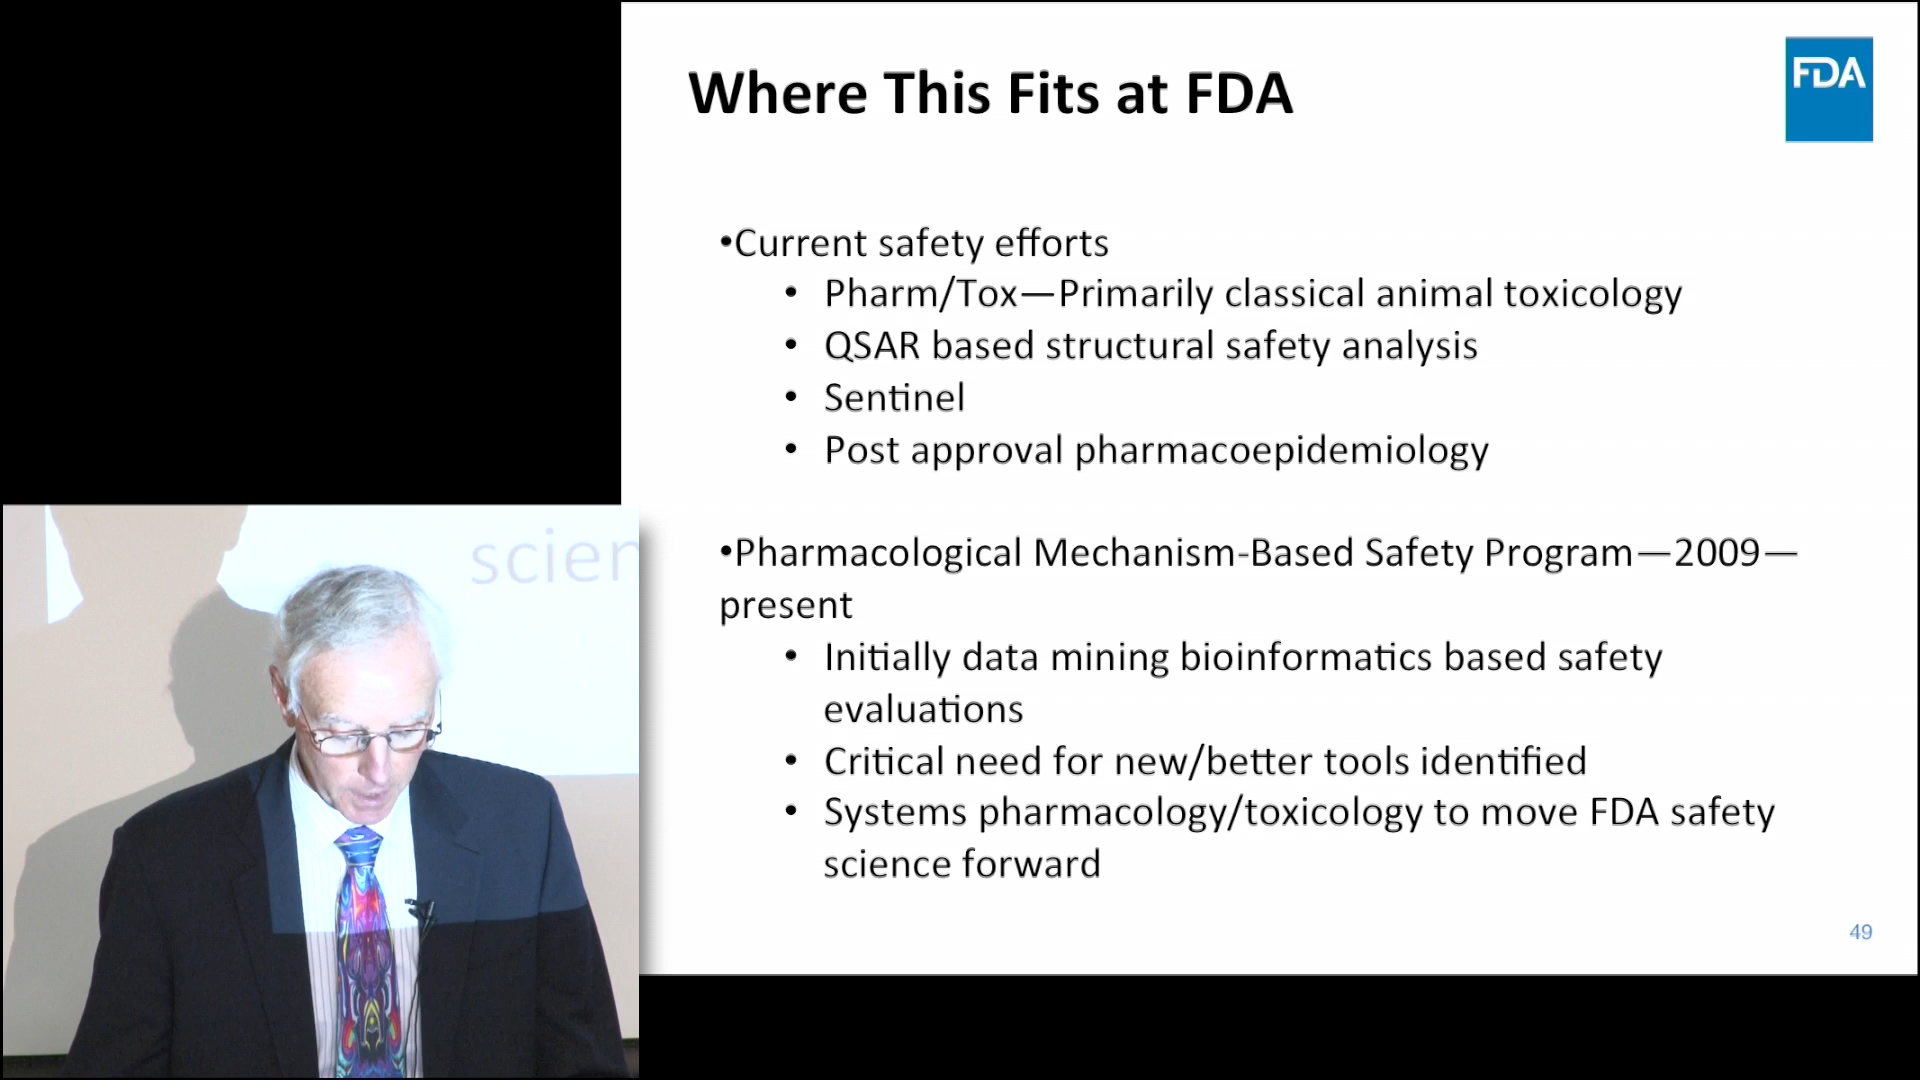 Where This Fits at FDA
FDA
•Current safety efforts
• Pharm/Tox—Primarily classical animal toxicology
• QSAR based structural safety analysis
• Sentinel
• Post approval pharmacoepidemiology
•Pharmacological Mechanism-Based Safety Program—2009—
present
• Initially data mining bioinformatics based safety
evaluations
• Critical need for new/better tools identified
• Systems pharmacology/toxicology to move FDA safety
science forward
49
scien